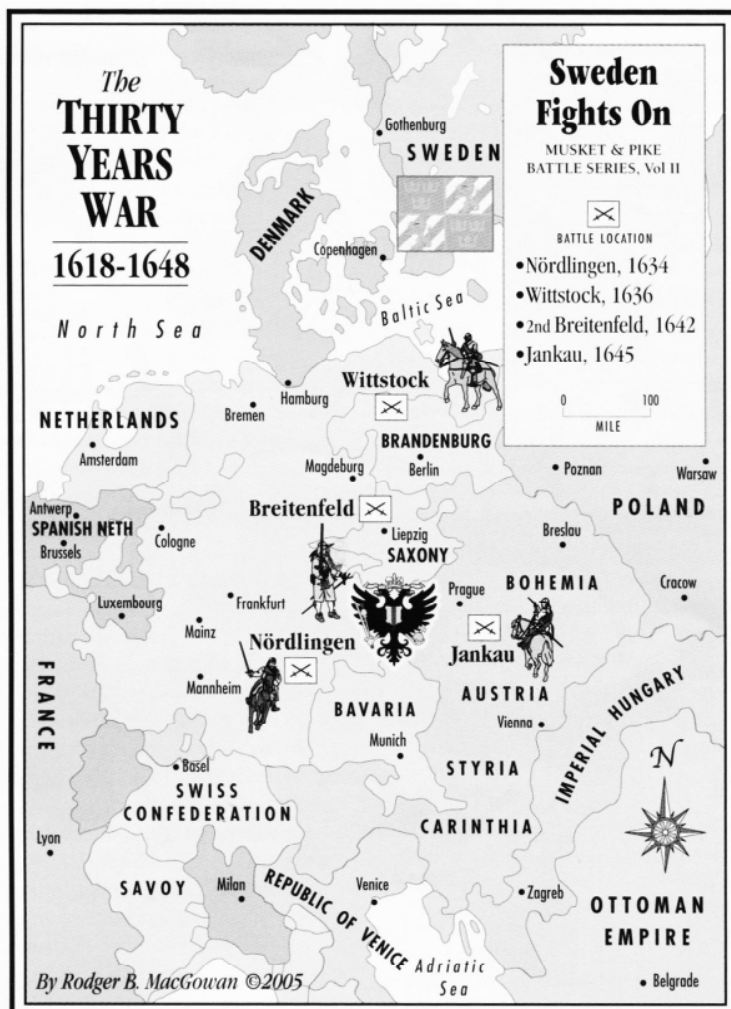 The
THIRTY
YEARS
WAR
1618-1648
Sweden
Fights On
MUSKET & PIKE
BATTLE SERIES, Vol II
BATTLE LOCATION
•Nördlingen, 1634
•Wittstock, 1636
•2nd Breitenfeld, 1642
•Jankau, 1645
0 100
MILE
Gothenburg
SWEDEN
DENMARK
Copenhagen
Baltic Sea
North Sea
Wittstock
Hamburg
Bremen
NETHERLANDS
Amsterdam
BRANDENBURG
Berlin
Magdeburg
Poznan
Warsaw
POLAND
Antwerp
SPANISH NETH
Brussels
Breitenfeld
Cologne
Liepzig
SAXONY
Breslau
BOHEMIA
Luxembourg
Frankfurt
Prague
Cracow
Mainz
Nördlingen
Jankau
FRANCE
Mannheim
BAVARIA
AUSTRIA
Vienna
IMPERIAL HUNGARY
Munich
STYRIA
N
Basel
SWISS
CONFEDERATION
CARINTHIA
Lyon
SAVOY
Milan
REPUBLIC OF VENICE
Venice
Zagreb
OTTOMAN
EMPIRE
Adriatic
Sea
Belgrade
By Rodger B. MacGowan ©2005